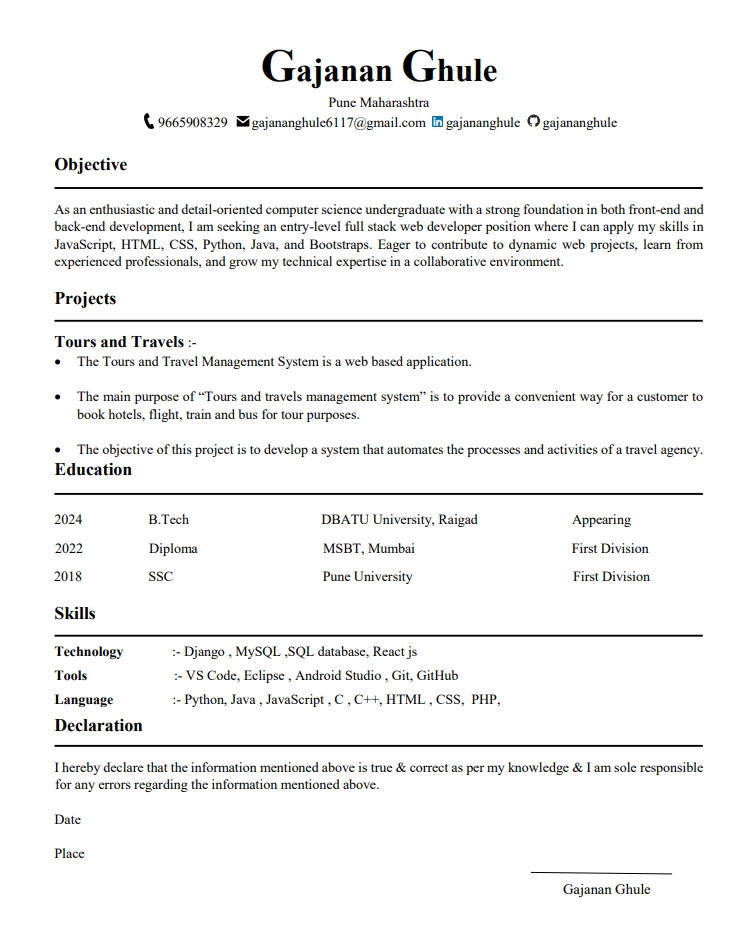 Gajanan Ghule
Pune Maharashtra
9665908329 gajananghule6117@gmail.com gajananghule gajananghule
Objective
As an enthusiastic and detail-oriented computer science undergraduate with a strong foundation in both front-end and
back-end development, I am seeking an entry-level full stack web developer position where I can apply my skills in
JavaScript, HTML, CSS, Python, Java, and Bootstraps. Eager to contribute to dynamic web projects, learn from
experienced professionals, and grow my technical expertise in a collaborative environment.
Projects
Tours and Travels :-
• The Tours and Travel Management System is a web based application.
• The main purpose of “Tours and travels management system” is to provide a convenient way for a customer to
book hotels, flight, train and bus for tour purposes.
• The objective of this project is to develop a system that automates the processes and activities of a travel agency.
Education
2024 B.Tech DBATU University, Raigad Appearing
2022 Diploma MSBT, Mumbai First Division
2018 SSC Pune University First Division
Skills
Technology :- Django , MySQL ,SQL database, React js
Tools :- VS Code, Eclipse , Android Studio , Git, GitHub
Language :- Python, Java , JavaScript , C , C++, HTML , CSS, PHP,
Declaration
I hereby declare that the information mentioned above is true & correct as per my knowledge & I am sole responsible
for any errors regarding the information mentioned above.
Date
Place
Gajanan Ghule